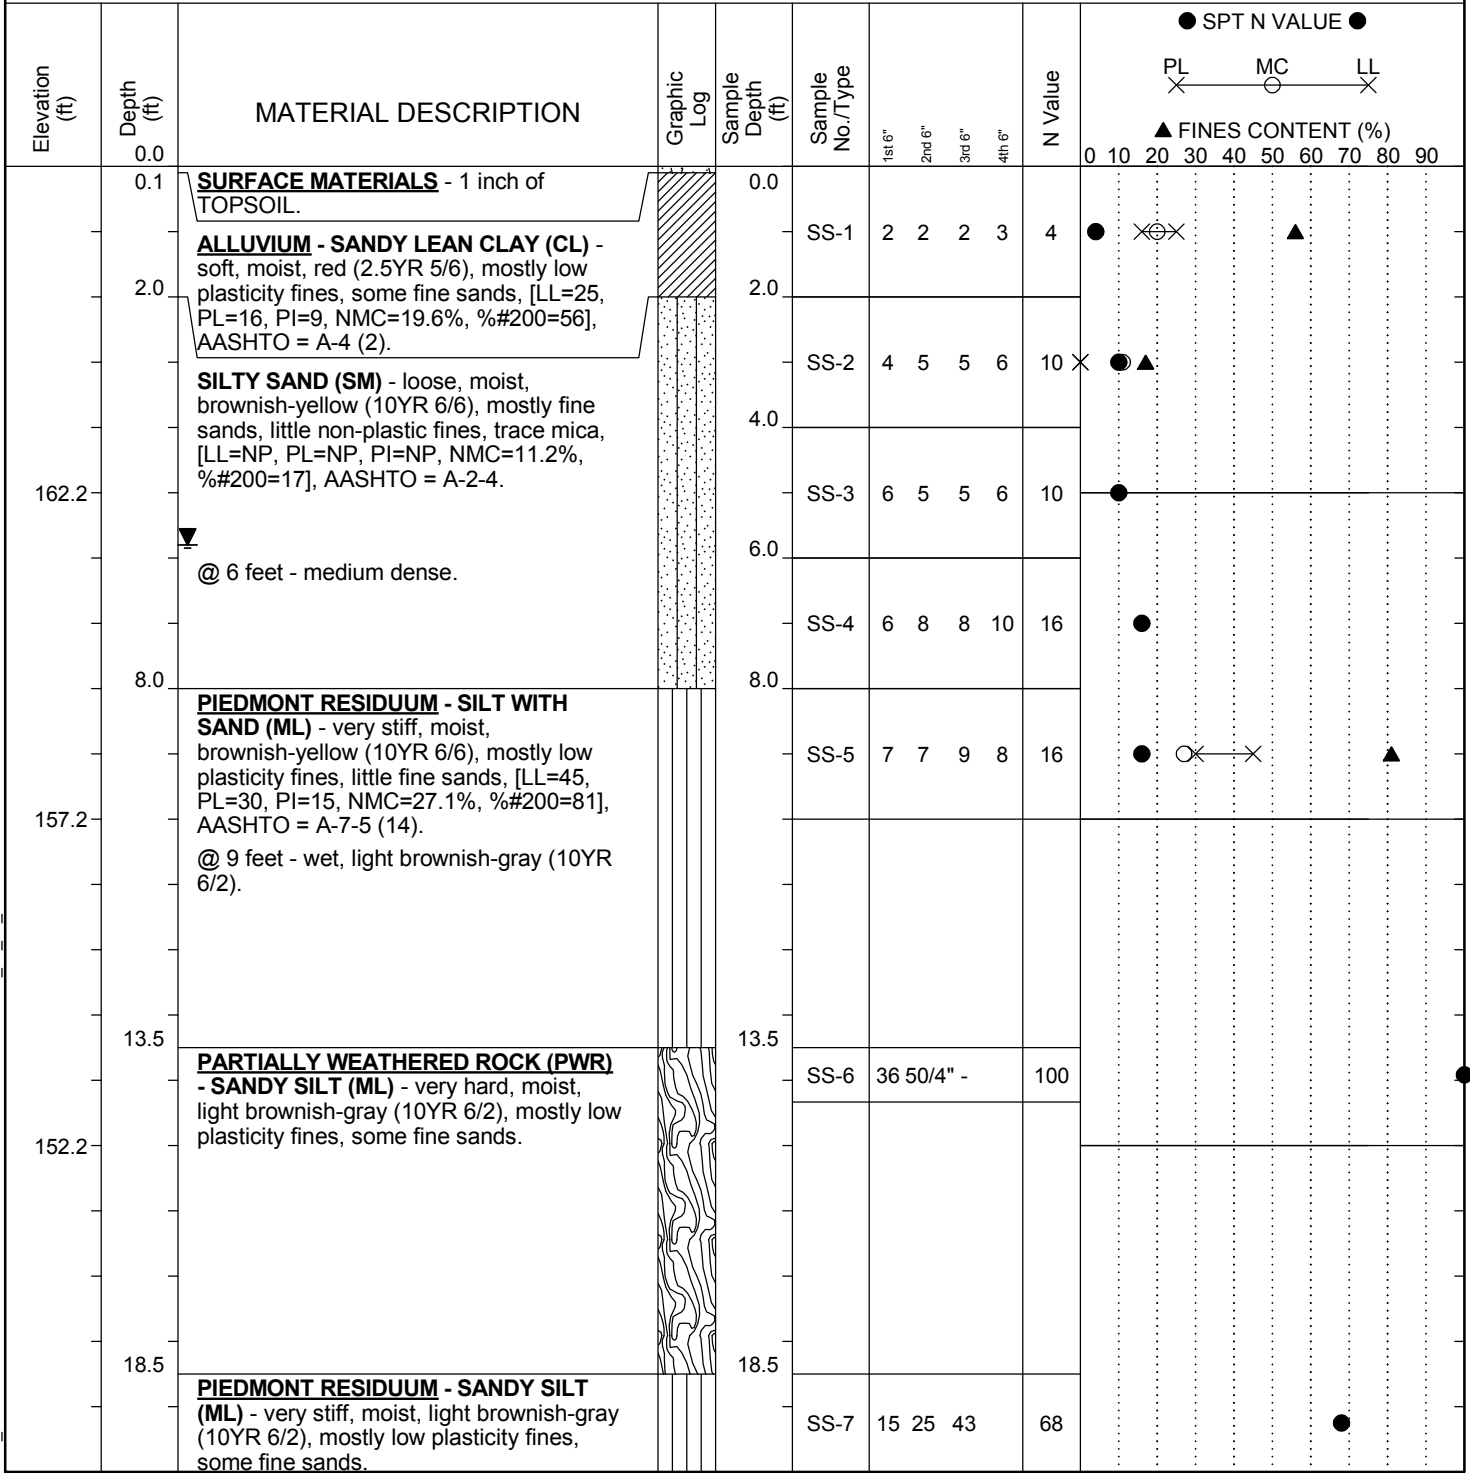 Elevation (ft)
Depth (ft)
0.0
MATERIAL DESCRIPTION
Graphic Log
Sample Depth (ft)
Sample No./Type
1st 6"
2nd 6"
3rd 6"
4th 6"
N Value
● SPT N VALUE ●
PL MC LL
▲ FINES CONTENT (%)
0 10 20 30 40 50 60 70 80 90
0.1
SURFACE MATERIALS - 1 inch of
TOPSOIL.
0.0
ALLUVIUM - SANDY LEAN CLAY (CL) -
soft, moist, red (2.5YR 5/6), mostly low
plasticity fines, some fine sands, [LL=25,
PL=16, PI=9, NMC=19.6%, %#200=56],
AASHTO = A-4 (2).
SS-1 2 2 2 3 4
2.0
2.0
SILTY SAND (SM) - loose, moist,
brownish-yellow (10YR 6/6), mostly fine
sands, little non-plastic fines, trace mica,
[LL=NP, PL=NP, PI=NP, NMC=11.2%,
%#200=17], AASHTO = A-2-4.
SS-2 4 5 5 6 10
4.0
162.2
SS-3 6 5 5 6 10
6.0
@ 6 feet - medium dense.
SS-4 6 8 8 10 16
8.0
8.0
PIEDMONT RESIDUUM - SILT WITH
SAND (ML) - very stiff, moist,
brownish-yellow (10YR 6/6), mostly low
plasticity fines, little fine sands, [LL=45,
PL=30, PI=15, NMC=27.1%, %#200=81],
AASHTO = A-7-5 (14).
SS-5 7 7 9 8 16
157.2
@ 9 feet - wet, light brownish-gray (10YR
6/2).
13.5
13.5
PARTIALLY WEATHERED ROCK (PWR)
- SANDY SILT (ML) - very hard, moist,
light brownish-gray (10YR 6/2), mostly low
plasticity fines, some fine sands.
SS-6 36 50/4" - 100
152.2
18.5
18.5
PIEDMONT RESIDUUM - SANDY SILT
(ML) - very stiff, moist, light brownish-gray
(10YR 6/2), mostly low plasticity fines,
some fine sands.
SS-7 15 25 43 68